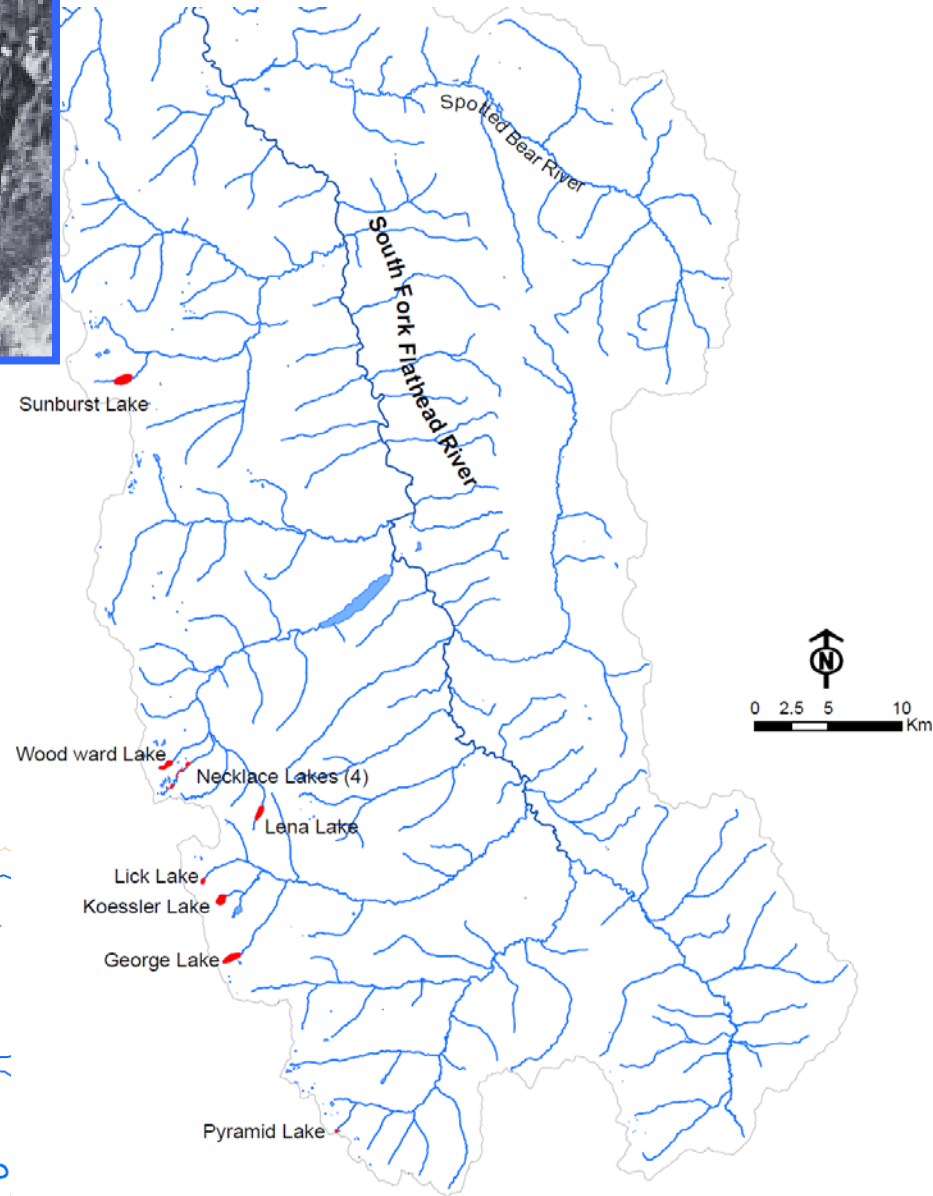 Spotted Bear River
South Fork Flathead River
Sunburst Lake
N
0 2.5 5 10
Km
Wood ward Lake
Necklace Lakes (4)
Lena Lake
Lick Lake
Koessler Lake
George Lake
Pyramid Lake